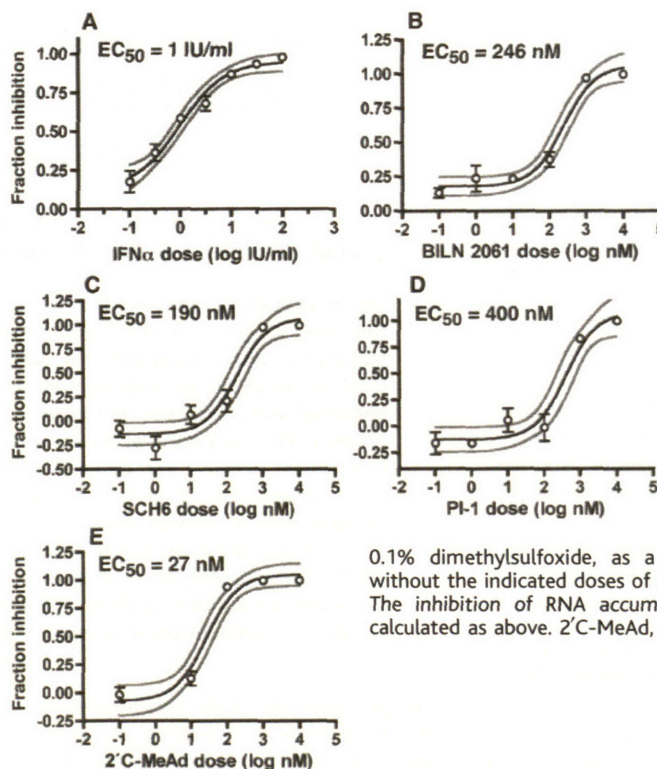 A
EC50 = 1 IU/ml
Fraction inhibition
1.00
0.75
0.50
0.25
0.00
-2 -1 0 1 2 3
IFNα dose (log IU/ml)
B
EC50 = 246 nM
1.25
1.00
0.75
0.50
0.25
0.00
-2 -1 0 1 2 3 4 5
BILN 2061 dose (log nM)
C
EC50 = 190 nM
Fraction inhibition
1.25
1.00
0.75
0.50
0.25
0.00
-0.25
-0.50
-2 -1 0 1 2 3 4 5
SCH6 dose (log nM)
D
EC50 = 400 nM
1.25
1.00
0.75
0.50
0.25
0.00
-0.25
-2 -1 0 1 2 3 4 5
PI-1 dose (log nM)
E
EC50 = 27 nM
Fraction inhibition
1.25
1.00
0.75
0.50
0.25
0.00
-0.25
-2 -1 0 1 2 3 4 5
2′C-MeAd dose (log nM)
0.1% dimethylsulfoxide, as a
without the indicated doses of
The inhibition of RNA accum
calculated as above. 2′C-MeAd,